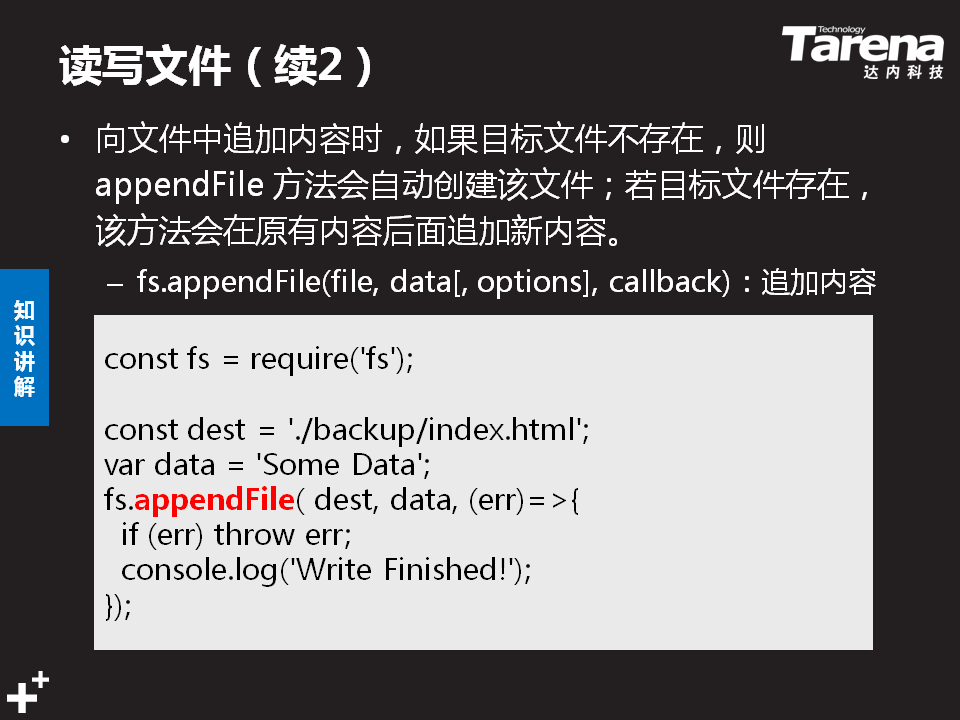 读写文件（续2）
Technology
Tarena
达内科技
• 向文件中追加内容时，如果目标文件不存在，则
appendFile 方法会自动创建该文件；若目标文件存在，
该方法会在原有内容后面追加新内容。
– fs.appendFile(file, data[, options], callback)：追加内容
知
识
讲
解
const fs = require('fs');
const dest = './backup/index.html';
var data = 'Some Data';
fs.appendFile( dest, data, (err)=>{
  if (err) throw err;
  console.log('Write Finished!');
});